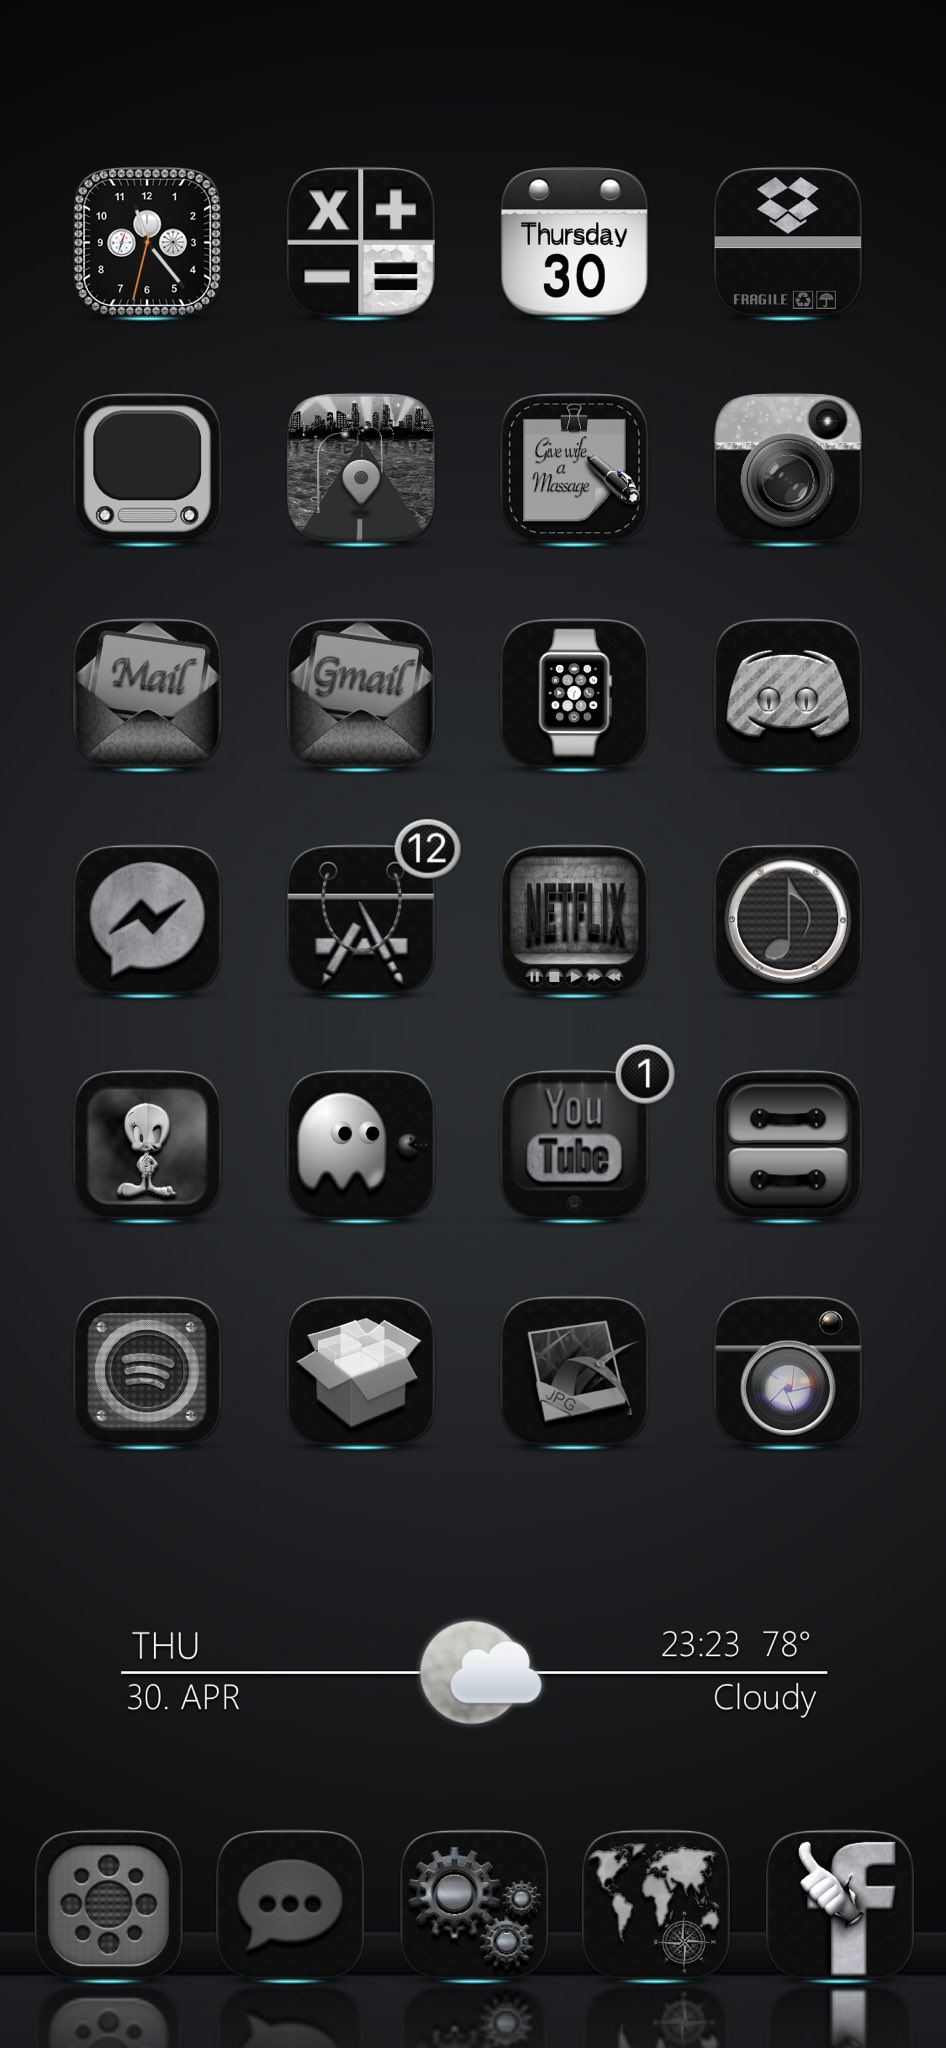 12
11
1
10
2
9
3
8
4
7
5
6
x +
− =
Thursday
30
FRAGILE
Give wife
a
Massage
Mail
Gmail
12
NETFLIX
1
You
Tube
JPG
THU
23:23 78°
30. APR
Cloudy